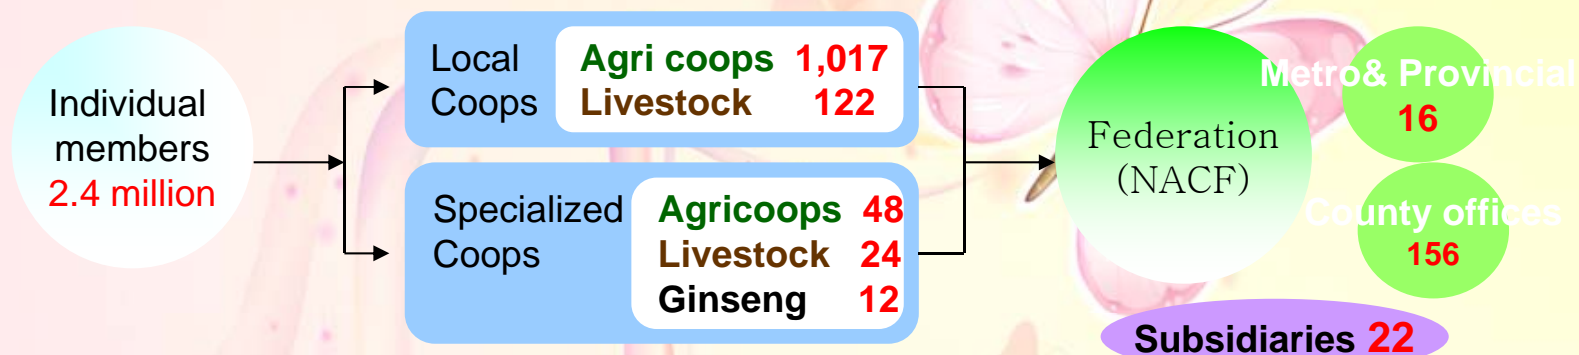 Individual
members
2.4 million
Local
Coops
Agri coops 1,017
Livestock 122
Specialized
Coops
Agricoops 48
Livestock 24
Ginseng 12
Federation
(NACF)
Metro& Provincial
16
County offices
156
Subsidiaries 22